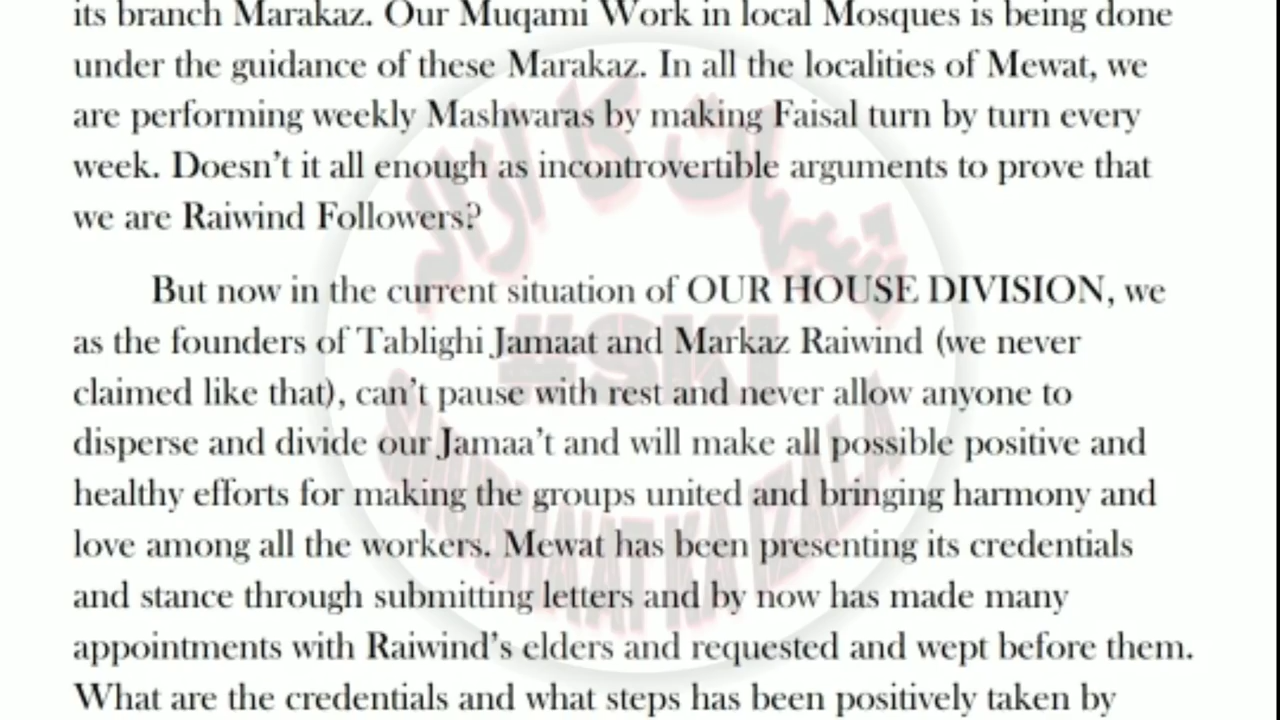 its branch Marakaz. Our Muqami Work in local Mosques is being done
under the guidance of these Marakaz. In all the localities of Mewat, we
are performing weekly Mashwaras by making Faisal turn by turn every
week. Doesn't it all enough as incontrovertible arguments to prove that
we are Raiwind Followers?
But now in the current situation of OUR HOUSE DIVISION, we
as the founders of Tablighi Jamaat and Markaz Raiwind (we never
claimed like that), can't pause with rest and never allow anyone to
disperse and divide our Jamaa't and will make all possible positive and
healthy efforts for making the groups united and bringing harmony and
love among all the workers. Mewat has been presenting its credentials
and stance through submitting letters and by now has made many
appointments with Raiwind's elders and requested and wept before them.
What are the credentials and what steps has been positively taken by
شبہات کا ازالہ
#SKI
SHUBHAAT KA IZALA